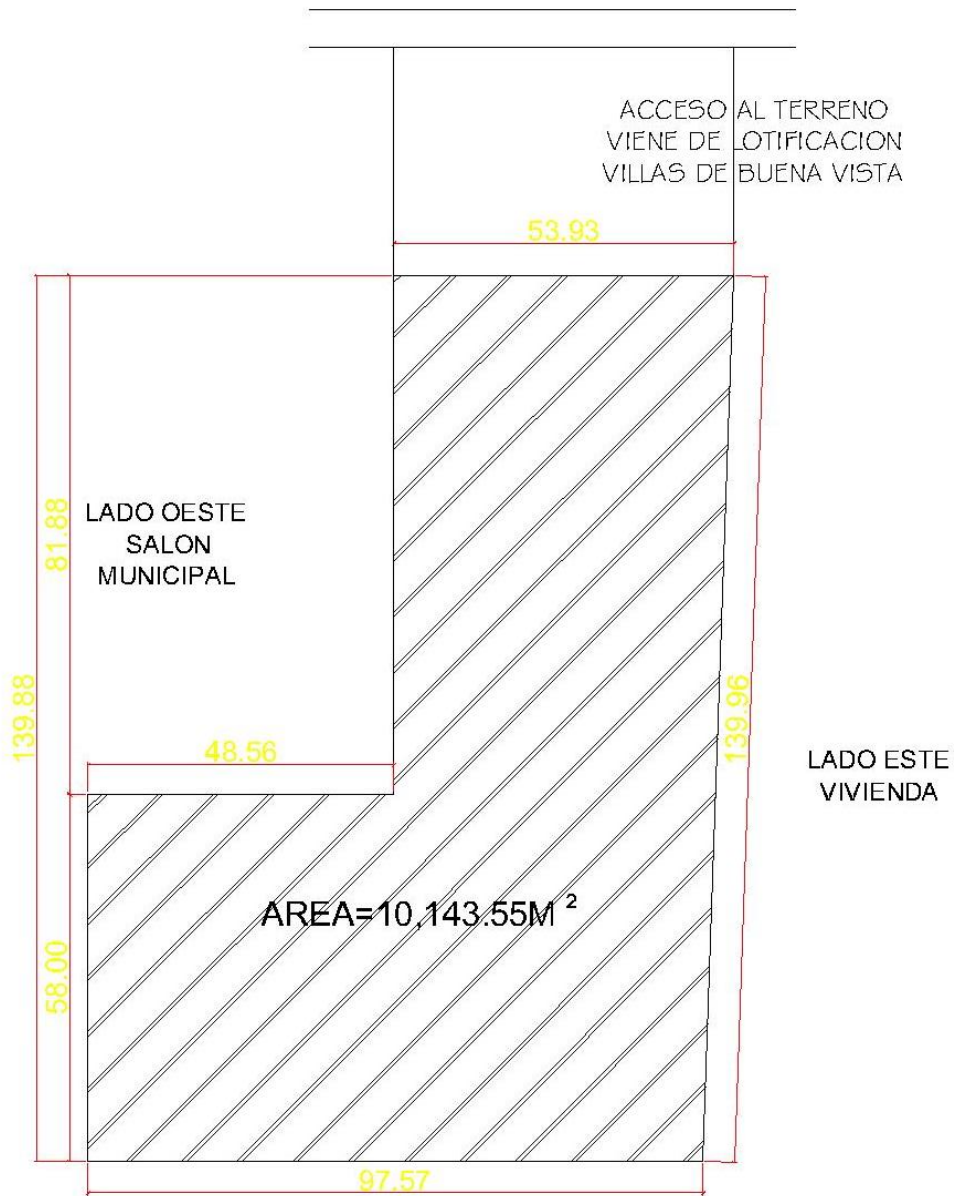 ACCESO AL TERRENO
VIENE DE LOTIFICACION
VILLAS DE BUENA VISTA
53.93
81.88
LADO OESTE
SALON
MUNICIPAL
139.88
139.96
48.56
LADO ESTE
VIVIENDA
AREA=10,143.55M 2
58.00
97.57